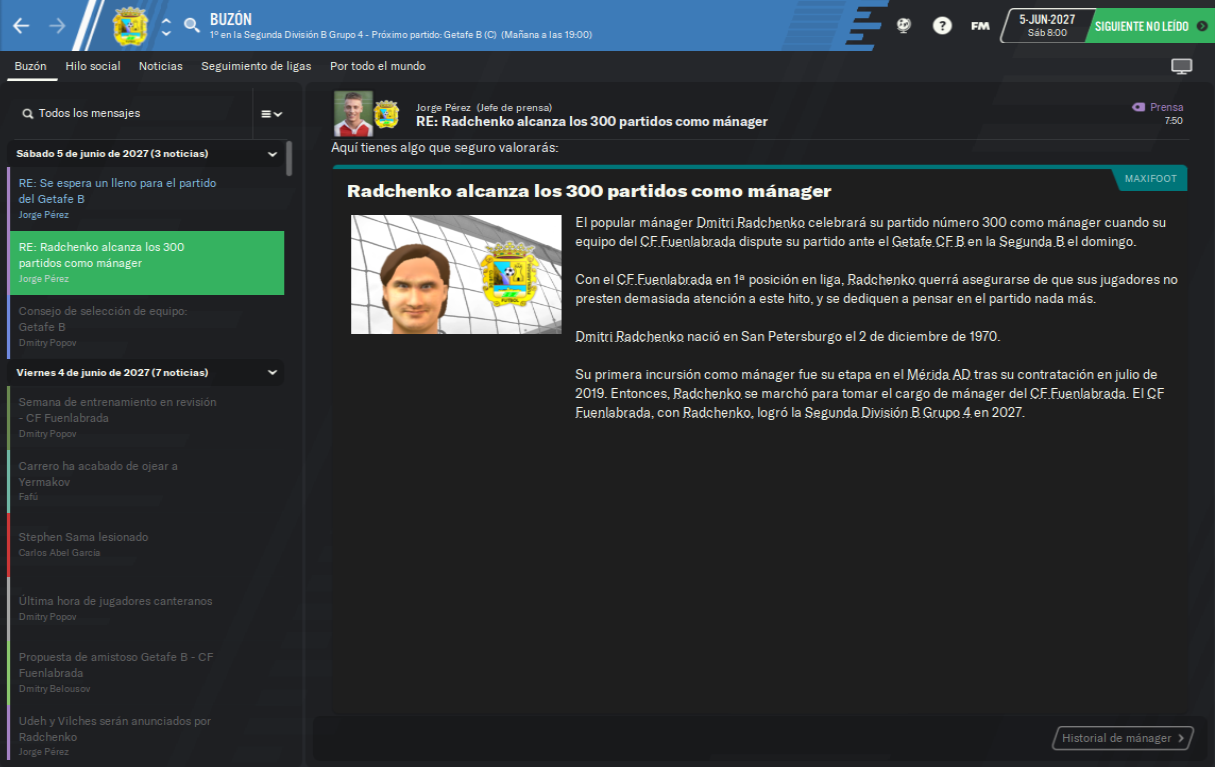 BUZÓN
1º en la Segunda División B Grupo 4 - Próximo partido: Getafe B (C) (Mañana a las 19:00)
?
FM
5-JUN-2027
Sáb 8:00
SIGUIENTE NO LEÍDO
Buzón
Hilo social
Noticias
Seguimiento de ligas
Por todo el mundo
Todos los mensajes
Sábado 5 de junio de 2027 (3 noticias)
RE: Se espera un lleno para el partido
del Getafe B
Jorge Pérez
RE: Radchenko alcanza los 300
partidos como mánager
Jorge Pérez
Consejo de selección de equipo:
Getafe B
Dmitry Popov
Viernes 4 de junio de 2027 (7 noticias)
Semana de entrenamiento en revisión
- CF Fuenlabrada
Dmitry Popov
Carrero ha acabado de ojear a
Yermakov
Fafú
Stephen Sama lesionado
Carlos Abel García
Última hora de jugadores canteranos
Dmitry Popov
Propuesta de amistoso Getafe B - CF
Fuenlabrada
Dmitry Belousov
Udeh y Vilches serán anunciados por
Radchenko
Jorge Pérez
Jorge Pérez (Jefe de prensa)
RE: Radchenko alcanza los 300 partidos como mánager
Prensa
7:50
Aquí tienes algo que seguro valorarás:
MAXIFOOT
Radchenko alcanza los 300 partidos como mánager
El popular mánager Dmitri Radchenko celebrará su partido número 300 como mánager cuando su
equipo del CF Fuenlabrada dispute su partido ante el Getafe CF B en la Segunda B el domingo.
Con el CF Fuenlabrada en 1ª posición en liga, Radchenko querrá asegurarse de que sus jugadores no
presten demasiada atención a este hito, y se dediquen a pensar en el partido nada más.
Dmitri Radchenko nació en San Petersburgo el 2 de diciembre de 1970.
Su primera incursión como mánager fue su etapa en el Mérida AD tras su contratación en julio de
2019. Entonces, Radchenko se marchó para tomar el cargo de mánager del CF Fuenlabrada. El CF
Fuenlabrada, con Radchenko, logró la Segunda División B Grupo 4 en 2027.
Historial de mánager